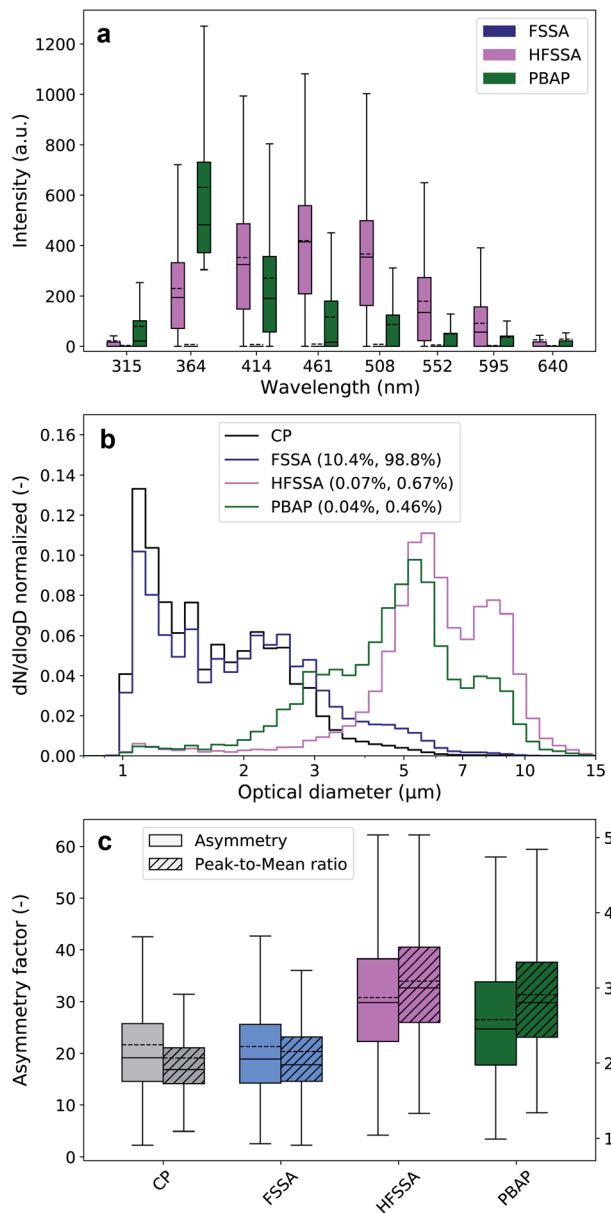 a
FSSA
HFSSA
PBAP
1200
1000
800
600
400
200
0
Intensity (a.u.)
315 364 414 461 508 552 595 640
Wavelength (nm)
b
CP
FSSA (10.4%, 98.8%)
HFSSA (0.07%, 0.67%)
PBAP (0.04%, 0.46%)
0.16
0.14
0.12
0.10
0.08
0.06
0.04
0.02
0.00
dN/dlogD normalized (-)
1 2 3 5 7 10 15
Optical diameter (μm)
c
Asymmetry
Peak-to-Mean ratio
60
50
40
30
20
10
0
Asymmetry factor (-)
5
4
3
2
1
CP FSSA HFSSA PBAP